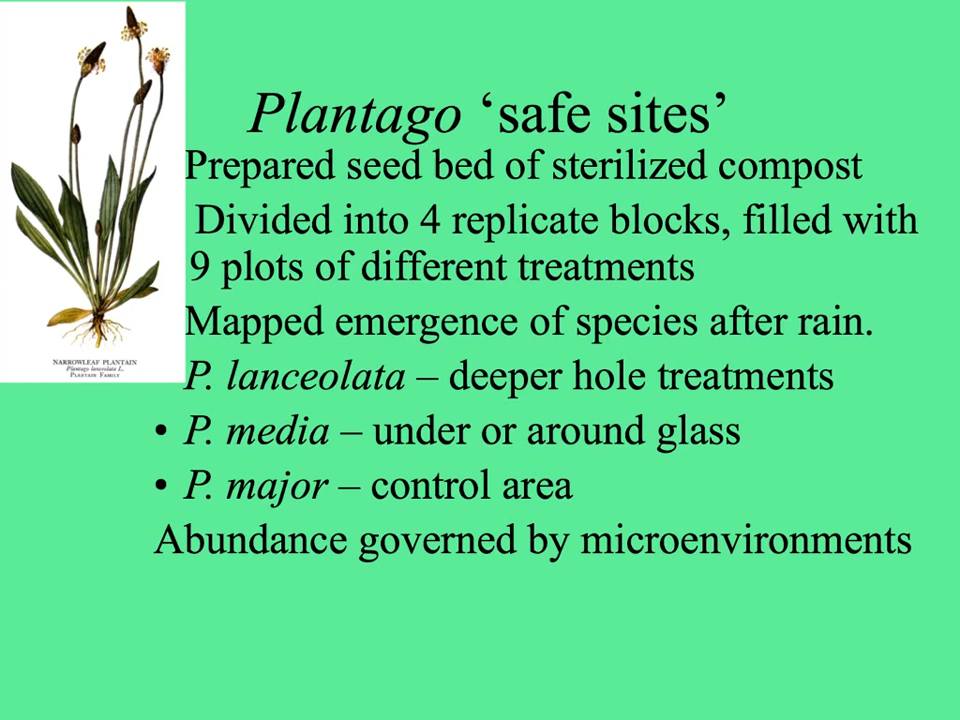 Plantago ‘safe sites’
Prepared seed bed of sterilized compost
Divided into 4 replicate blocks, filled with
9 plots of different treatments
Mapped emergence of species after rain.
P. lanceolata – deeper hole treatments
• P. media – under or around glass
• P. major – control area
Abundance governed by microenvironments
NARROWLEAF PLANTAIN
Plantago lanceolata L.
PLANTAIN FAMILY